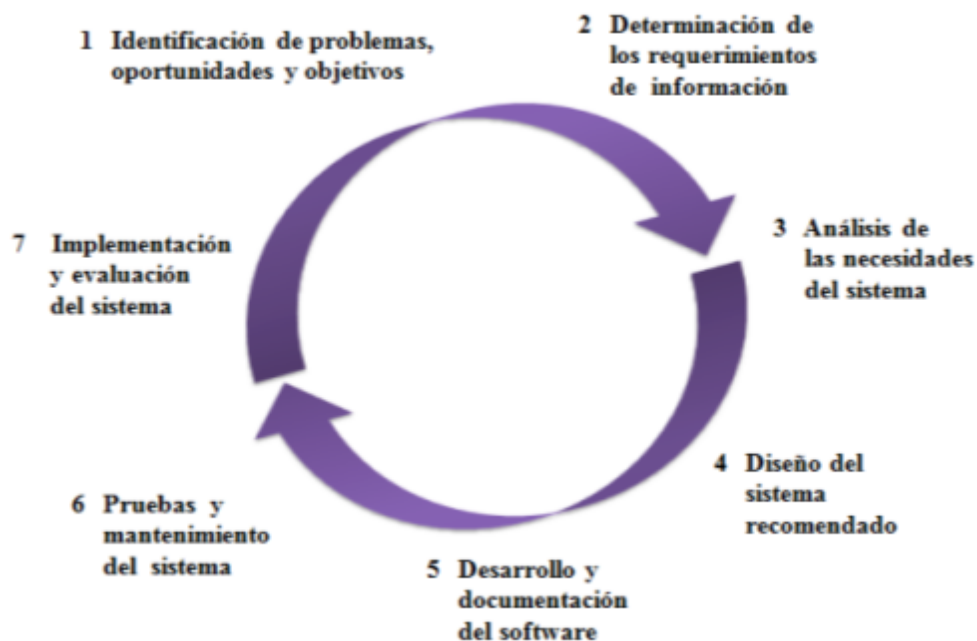 1 Identificación de problemas,
oportunidades y objetivos
2 Determinación de
los requerimientos
de información
3 Análisis de
las necesidades
del sistema
4 Diseño del
sistema
recomendado
5 Desarrollo y
documentación
del software
6 Pruebas y
mantenimiento
del sistema
7 Implementación
y evaluación
del sistema